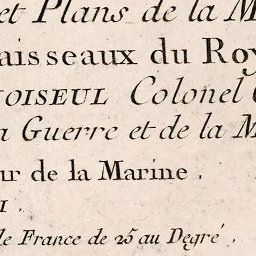 et Plans de la M
aisseaux du Roy
OISEUL Colonel
a Guerre et de la M
ur de la Marine.
I.
de France de 25 au Degré.